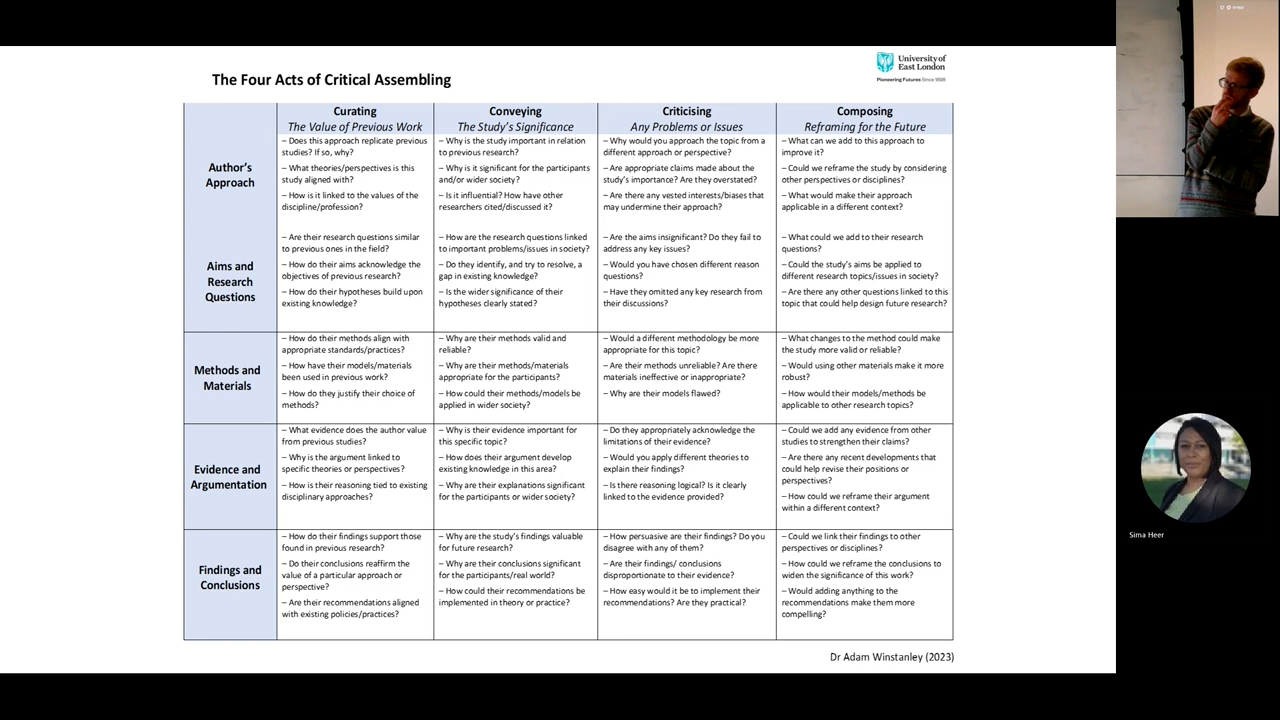 The Four Acts of Critical Assembling
University of
East London
Pioneering Futures Since 1898
Curating
The Value of Previous Work
Conveying
The Study's Significance
Criticising
Any Problems or Issues
Composing
Reframing for the Future
Author's
Approach
– Does this approach replicate previous
studies? If so, why?
– What theories/perspectives is this
study aligned with?
– How is it linked to the values of the
discipline/profession?
– Why is the study important in relation
to previous research?
– Why is it significant for the participants
and/or wider society?
– Is it influential? How have other
researchers cited/discussed it?
– Why would you approach the topic from a
different approach or perspective?
– Are appropriate claims made about the
study's importance? Are they overstated?
– Are there any vested interests/biases that
may undermine their approach?
– What can we add to this approach to
improve it?
– Could we reframe the study by considering
other perspectives or disciplines?
– What would make their approach
applicable in a different context?
Aims and
Research
Questions
– Are their research questions similar
to previous ones in the field?
– How do their aims acknowledge the
objectives of previous research?
– How do their hypotheses build upon
existing knowledge?
– How are the research questions linked
to important problems/issues in society?
– Do they identify, and try to resolve, a
gap in existing knowledge?
– Is the wider significance of their
hypotheses clearly stated?
– Are the aims insignificant? Do they fail to
address any key issues?
– Would you have chosen different reason
questions?
– Have they omitted any key research from
their discussions?
– What could we add to their research
questions?
– Could the study's aims be applied to
different research topics/issues in society?
– Are there any other questions linked to this
topic that could help design future research?
Methods and
Materials
– How do their methods align with
appropriate standards/practices?
– How have their models/materials
been used in previous work?
– How do they justify their choice of
methods?
– Why are their methods valid and
reliable?
– Why are their methods/materials
appropriate for the participants?
– How could their methods/models be
applied in wider society?
– Would a different methodology be more
appropriate for this topic?
– Are their methods unreliable? Are there
materials ineffective or inappropriate?
– Why are their models flawed?
– What changes to the method could make
the study more valid or reliable?
– Would using other materials make it more
robust?
– How would their models/methods be
applicable to other research topics?
Evidence and
Argumentation
– What evidence does the author value
from previous studies?
– Why is the argument linked to
specific theories or perspectives?
– How is their reasoning tied to existing
disciplinary approaches?
– Why is their evidence important for
this specific topic?
– How does their argument develop
existing knowledge in this area?
– Why are their explanations significant
for the participants or wider society?
– Do they appropriately acknowledge the
limitations of their evidence?
– Would you apply different theories to
explain their findings?
– Is there reasoning logical? Is it clearly
linked to the evidence provided?
– Could we add any evidence from other
studies to strengthen their claims?
– Are there any recent developments that
could help revise their positions or
perspectives?
– How could we reframe their argument
within a different context?
Findings and
Conclusions
– How do their findings support those
found in previous research?
– Do their conclusions reaffirm the
value of a particular approach or
perspective?
– Are their recommendations aligned
with existing policies/practices?
– Why are the study's findings valuable
for future research?
– Why are their conclusions significant
for the participants/real world?
– How could their recommendations be
implemented in theory or practice?
– How persuasive are their findings? Do you
disagree with any of them?
– Are their findings/ conclusions
disproportionate to their evidence?
– How easy would it be to implement their
recommendations? Are they practical?
– Could we link their findings to other
perspectives or disciplines?
– How could we reframe the conclusions to
widen the significance of this work?
– Would adding anything to the
recommendations make them more
compelling?
Dr Adam Winstanley (2023)
Sima Heer